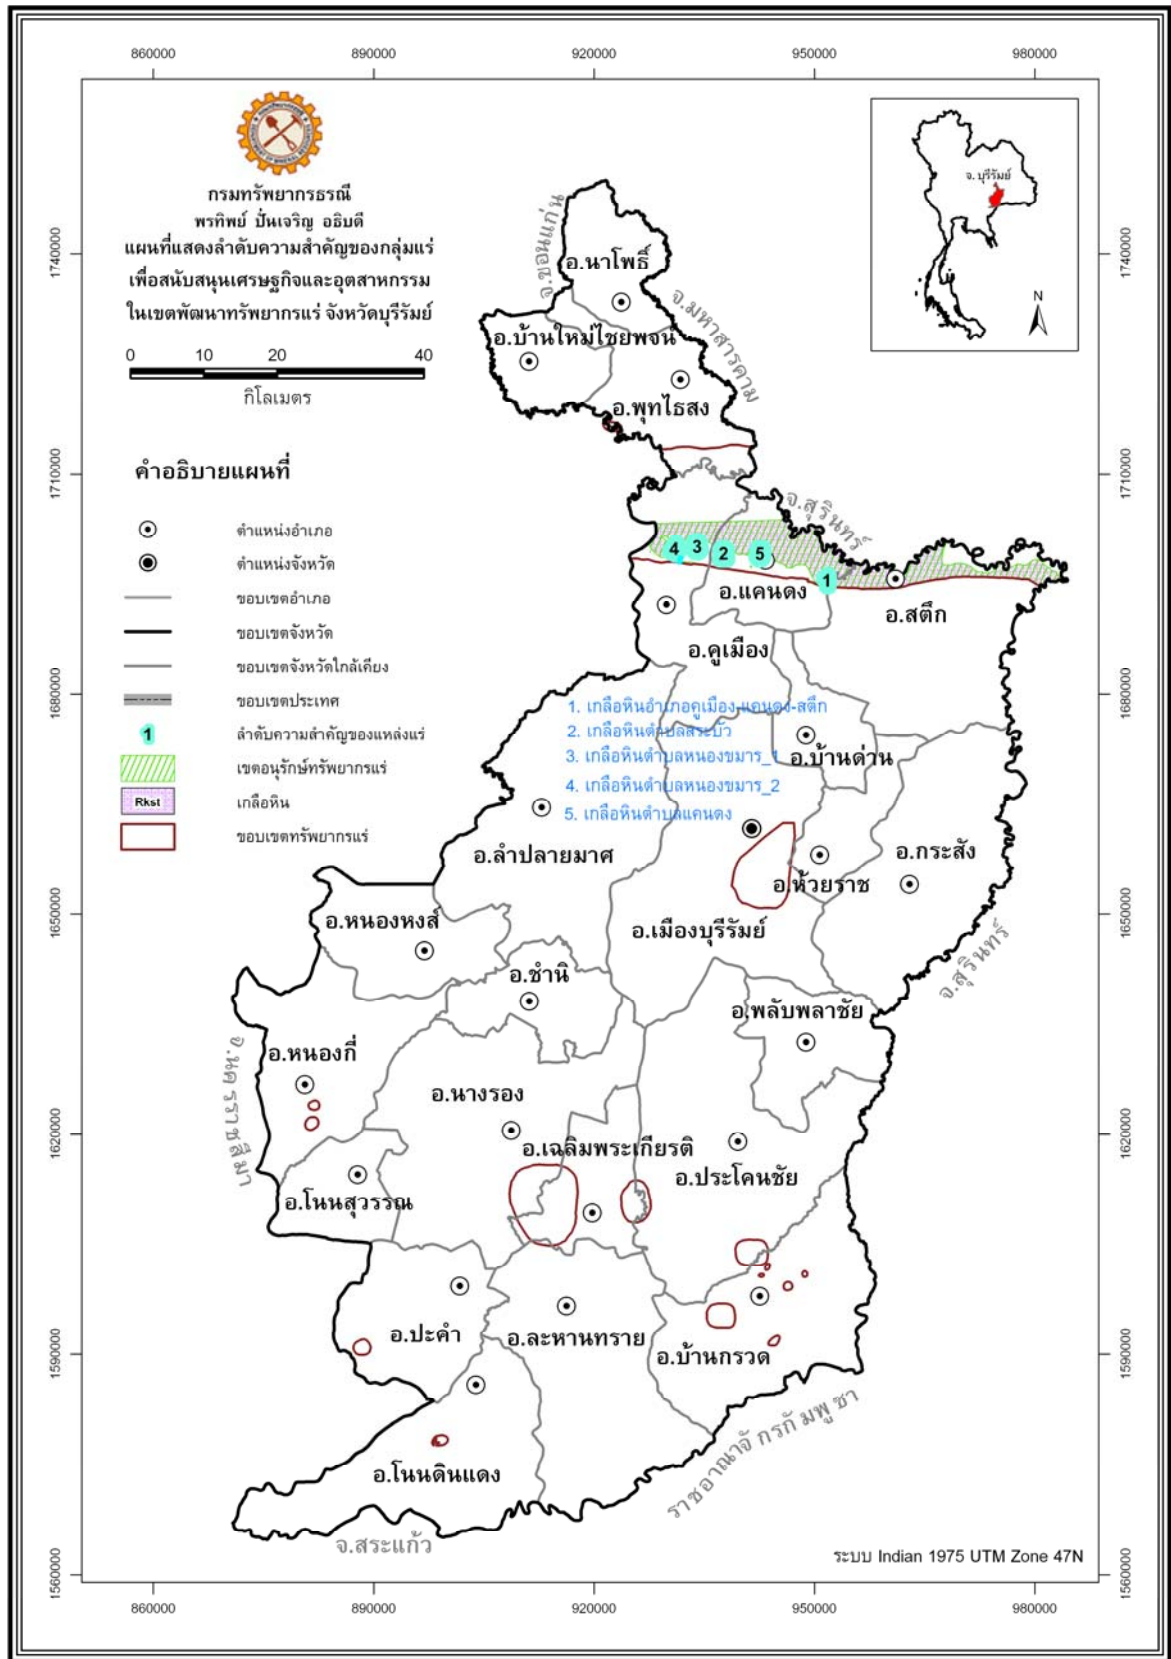 860000 890000 920000 950000 980000
กรมทรัพยากรธรณี
พรทิพย์ ปั่นเจริญ อธิบดี
แผนที่แสดงลำดับความสำคัญของกลุ่มแร่
เพื่อสนับสนุนเศรษฐกิจและอุตสาหกรรม
ในเขตพัฒนาทรัพยากรแร่ จังหวัดบุรีรัมย์
0 10 20 40
กิโลเมตร
จ. บุรีรัมย์
N
คำอธิบายแผนที่
ตำแหน่งอำเภอ
ตำแหน่งจังหวัด
ขอบเขตอำเภอ
ขอบเขตจังหวัด
ขอบเขตจังหวัดใกล้เคียง
ขอบเขตประเทศ
1 ลำดับความสำคัญของแหล่งแร่
เขตอนุรักษ์ทรัพยากรแร่
Rkst เกลือหิน
ขอบเขตทรัพยากรแร่
1740000
1710000
1680000
1650000
1620000
1590000
1560000
1740000
1710000
1680000
1650000
1620000
1590000
1560000
จ.ขอนแก่น
อ.นาโพธิ์
จ.มหาสารคาม
อ.บ้านใหม่ไชยพจน์
อ.พุทไธสง
จ.สุรินทร์
4 3 2 5 1
อ.แคนดง
อ.สตึก
อ.คูเมือง
1. เกลือหินอำเภอคูเมือง-แคนดง-สตึก
2. เกลือหินตำบลสระบัว
3. เกลือหินตำบลหนองขมาร_1
4. เกลือหินตำบลหนองขมาร_2
5. เกลือหินตำบลแคนดง
อ.บ้านด่าน
อ.ลำปลายมาศ
อ.กระสัง
อ.ห้วยราช
อ.หนองหงส์
อ.เมืองบุรีรัมย์
จ.สุรินทร์
อ.ชำนิ
อ.พลับพลาชัย
อ.หนองกี่
จ.นครราชสีมา
อ.นางรอง
อ.เฉลิมพระเกียรติ
อ.ประโคนชัย
อ.โนนสุวรรณ
อ.ปะคำ
อ.ละหานทราย
อ.บ้านกรวด
ราชอาณาจักรกัมพูชา
อ.โนนดินแดง
จ.สระแก้ว
ระบบ Indian 1975 UTM Zone 47N
860000 890000 920000 950000 980000